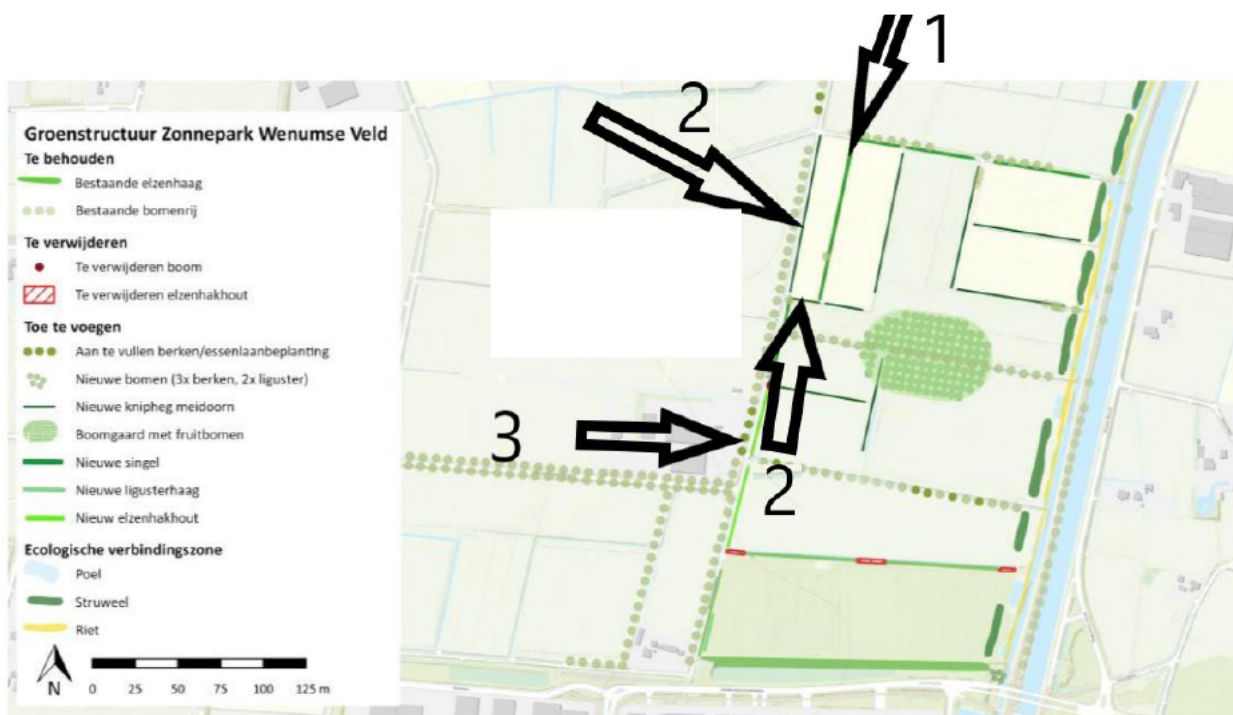 1
2
Groenstructuur Zonnepark Wenumse Veld
Te behouden
Bestaande elzenhaag
Bestaande bomenrij
Te verwijderen
Te verwijderen boom
Te verwijderen elzenhakhout
Toe te voegen
Aan te vullen berken/essenlaanbeplanting
Nieuwe bomen (3x berken, 2x liguster)
Nieuwe knipheg meidoorn
Boomgaard met fruitbomen
Nieuwe singel
Nieuwe ligusterhaag
Nieuw elzenhakhout
Ecologische verbindingszone
Poel
Struweel
Riet
N
0 25 50 75 100 125 m
3
2